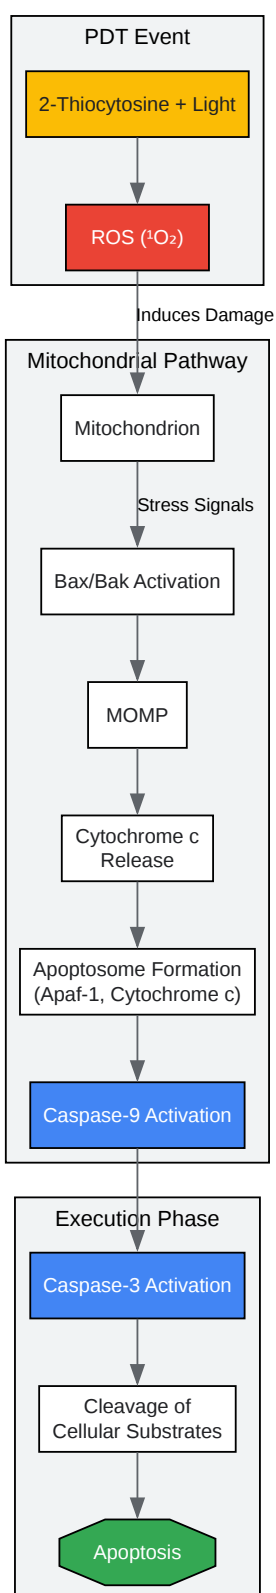 PDT Event
2-Thiocytosine + Light
ROS (¹O₂)
Induces Damage
Mitochondrial Pathway
Mitochondrion
Stress Signals
Bax/Bak Activation
MOMP
Cytochrome c
Release
Apoptosome Formation
(Apaf-1, Cytochrome c)
Caspase-9 Activation
Execution Phase
Caspase-3 Activation
Cleavage of
Cellular Substrates
Apoptosis